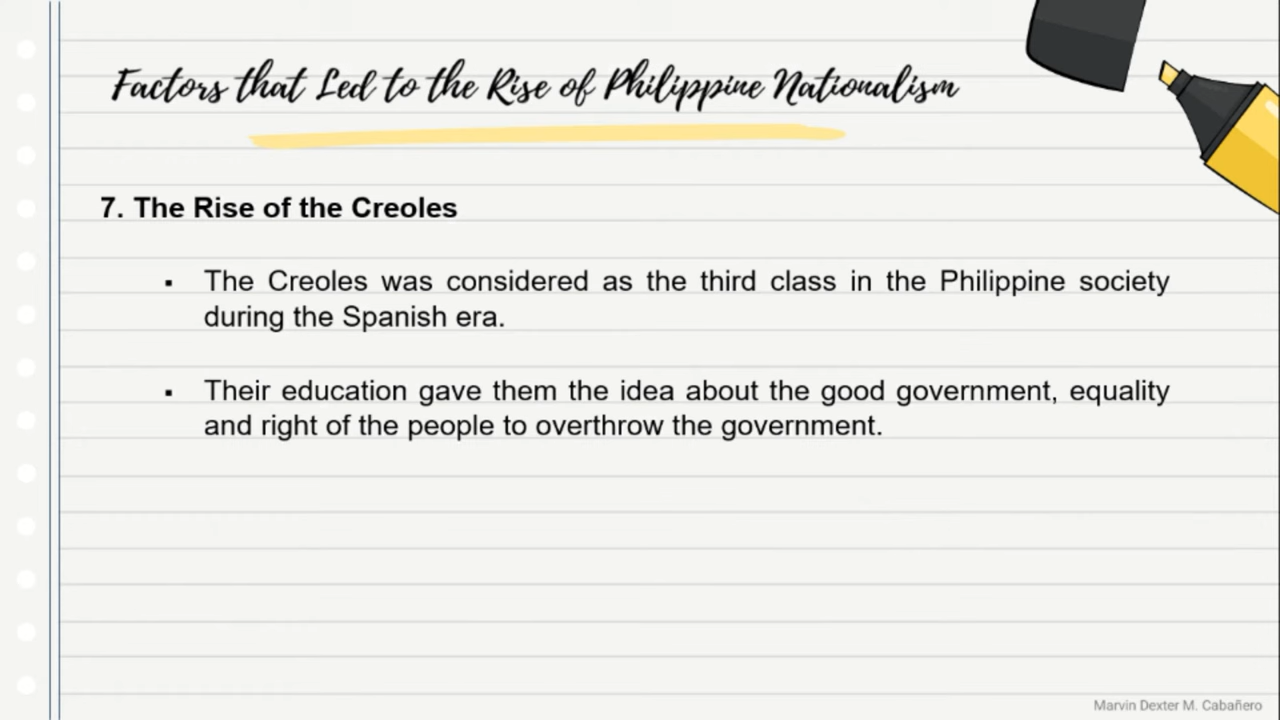 Factors that Led to the Rise of Philippine Nationalism
7. The Rise of the Creoles
▪ The Creoles was considered as the third class in the Philippine society
during the Spanish era.
▪ Their education gave them the idea about the good government, equality
and right of the people to overthrow the government.
Marvin Dexter M. Cabañero